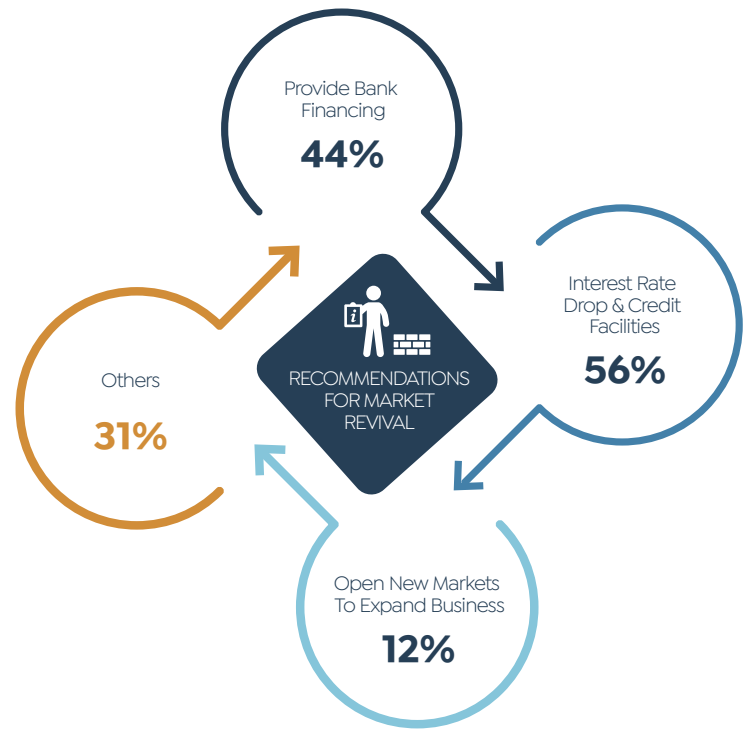 Provide Bank
Financing
44%
Interest Rate
Drop & Credit
Facilities
56%
Others
31%
i
RECOMMENDATIONS
FOR MARKET
REVIVAL
Open New Markets
To Expand Business
12%